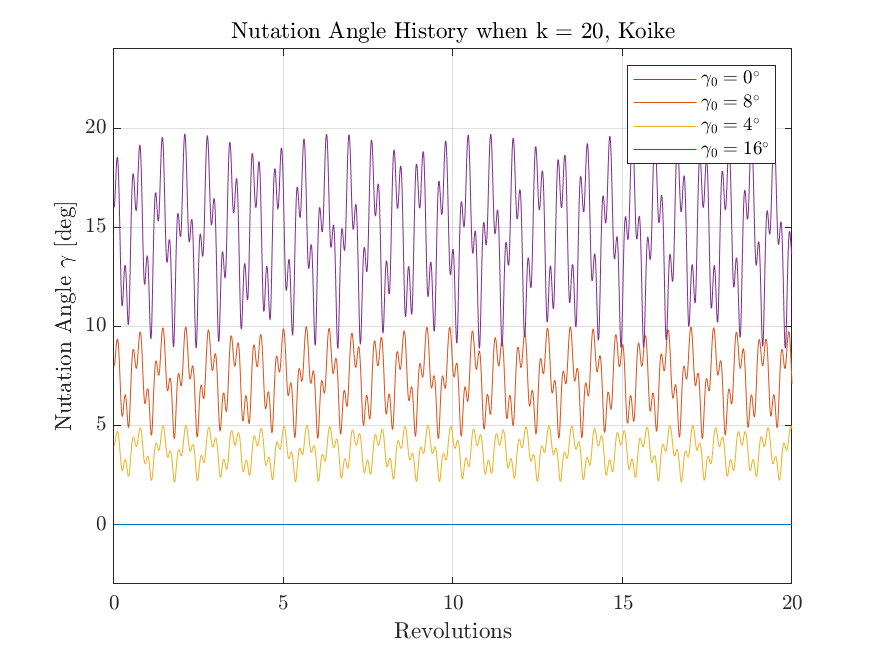 Nutation Angle History when k = 20, Koike
γ₀ = 0°
γ₀ = 8°
γ₀ = 4°
γ₀ = 16°
20
15
10
5
0
Nutation Angle γ [deg]
0 5 10 15 20
Revolutions